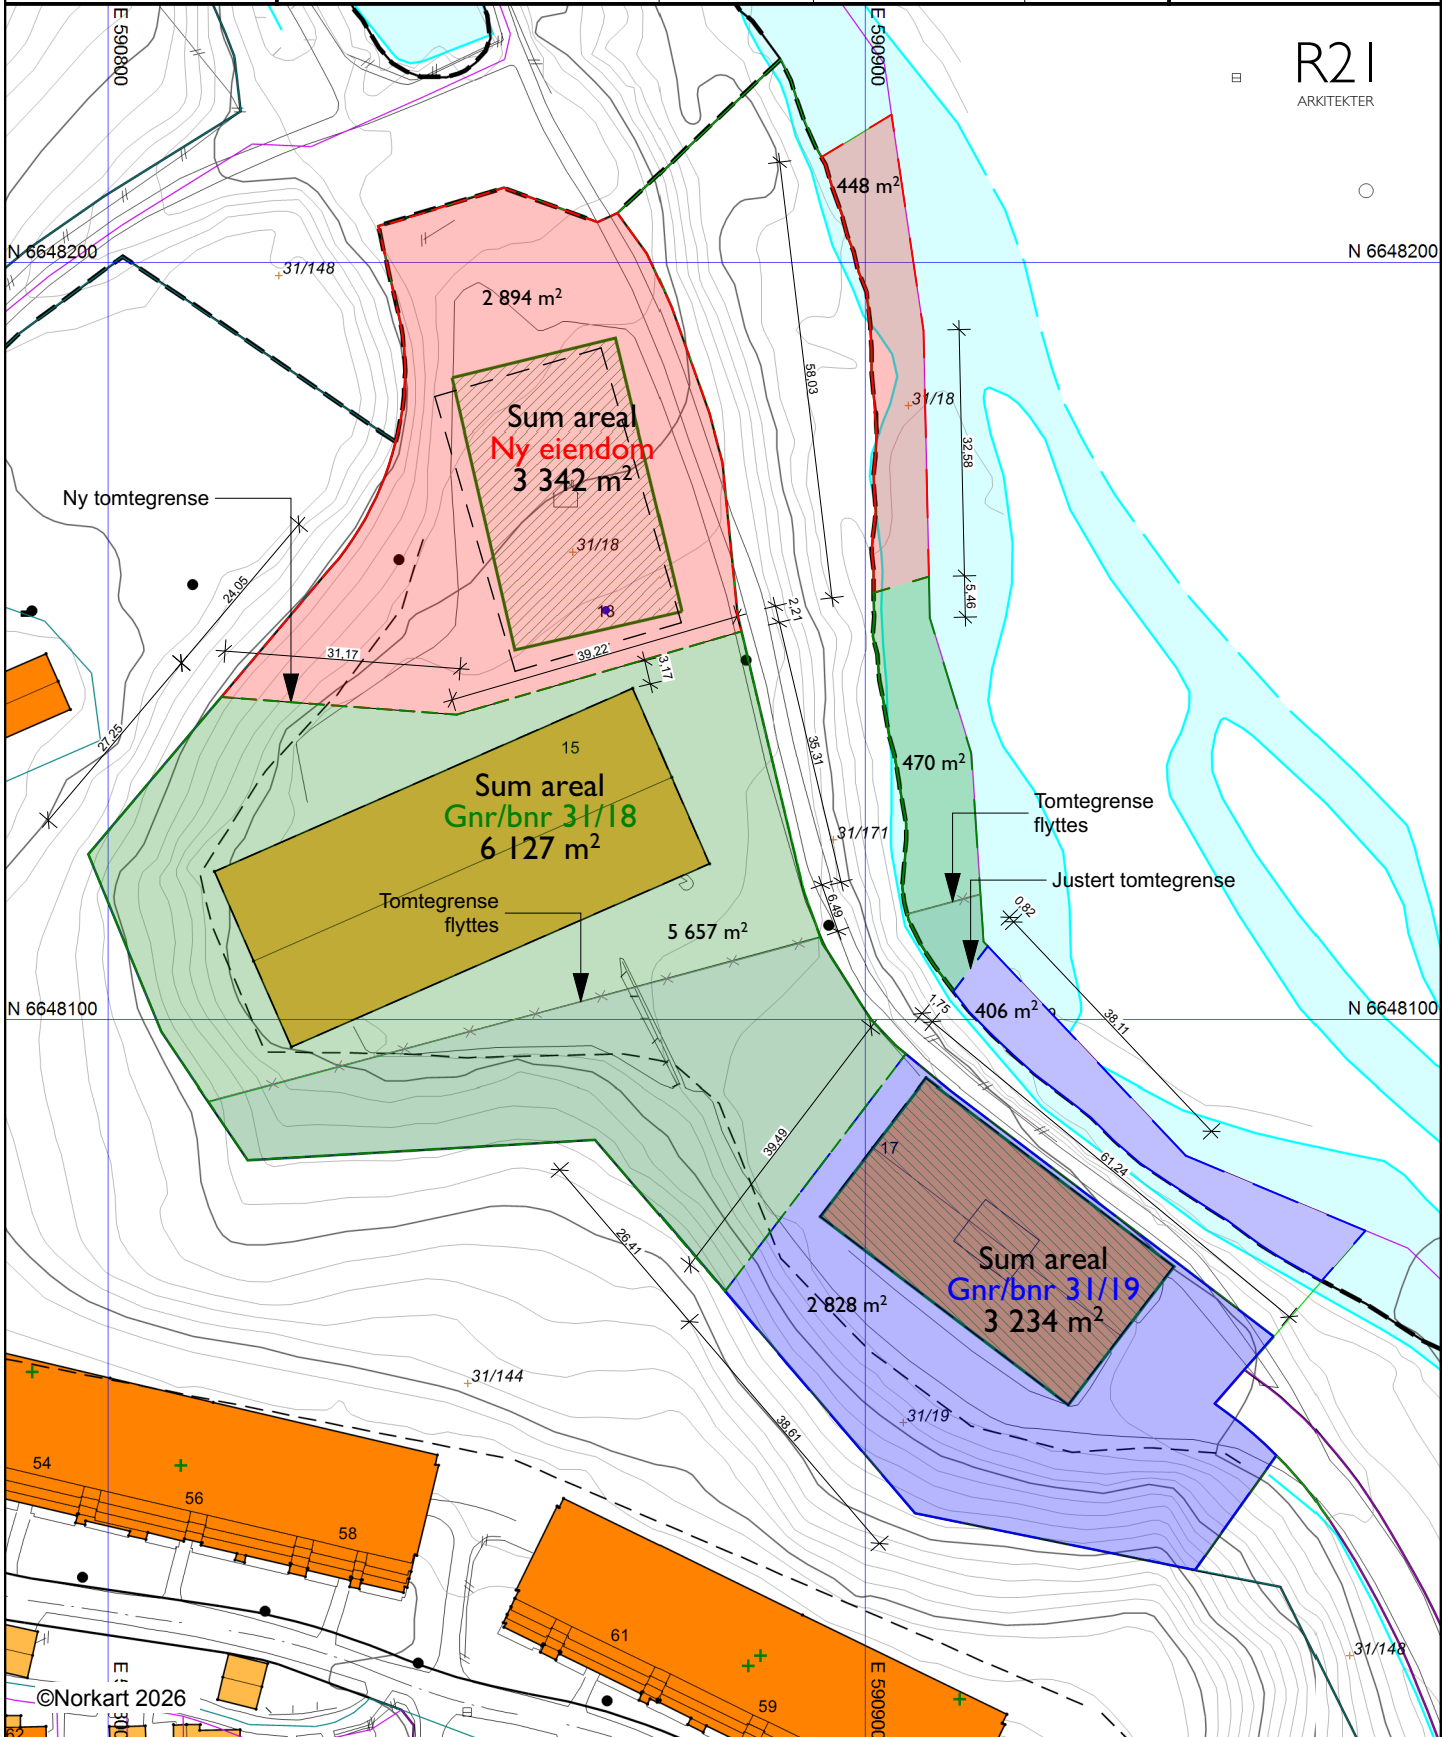 E 590800
E 590900
R21
ARKITEKTER
448 m²
N 6648200
N 6648200
31/148
2 894 m²
58,03
31/18
Sum areal
Ny eiendom
3 342 m²
32,58
Ny tomtegrense
31/18
24,05
5,46
2,21
18
31,17
39,22
3,17
27,25
15
35,31
470 m²
Sum areal
Gnr/bnr 31/18
6 127 m²
Tomtegrense
flyttes
31/171
Justert tomtegrense
Tomtegrense
flyttes
6,49
0,82
5 657 m²
N 6648100
1,75
406 m²
38,11
N 6648100
39,49
17
61,24
26,41
Sum areal
Gnr/bnr 31/19
3 234 m²
2 828 m²
31/144
31/19
38,61
54
56
58
61
59
31/148
©Norkart 2026
E 590900
62